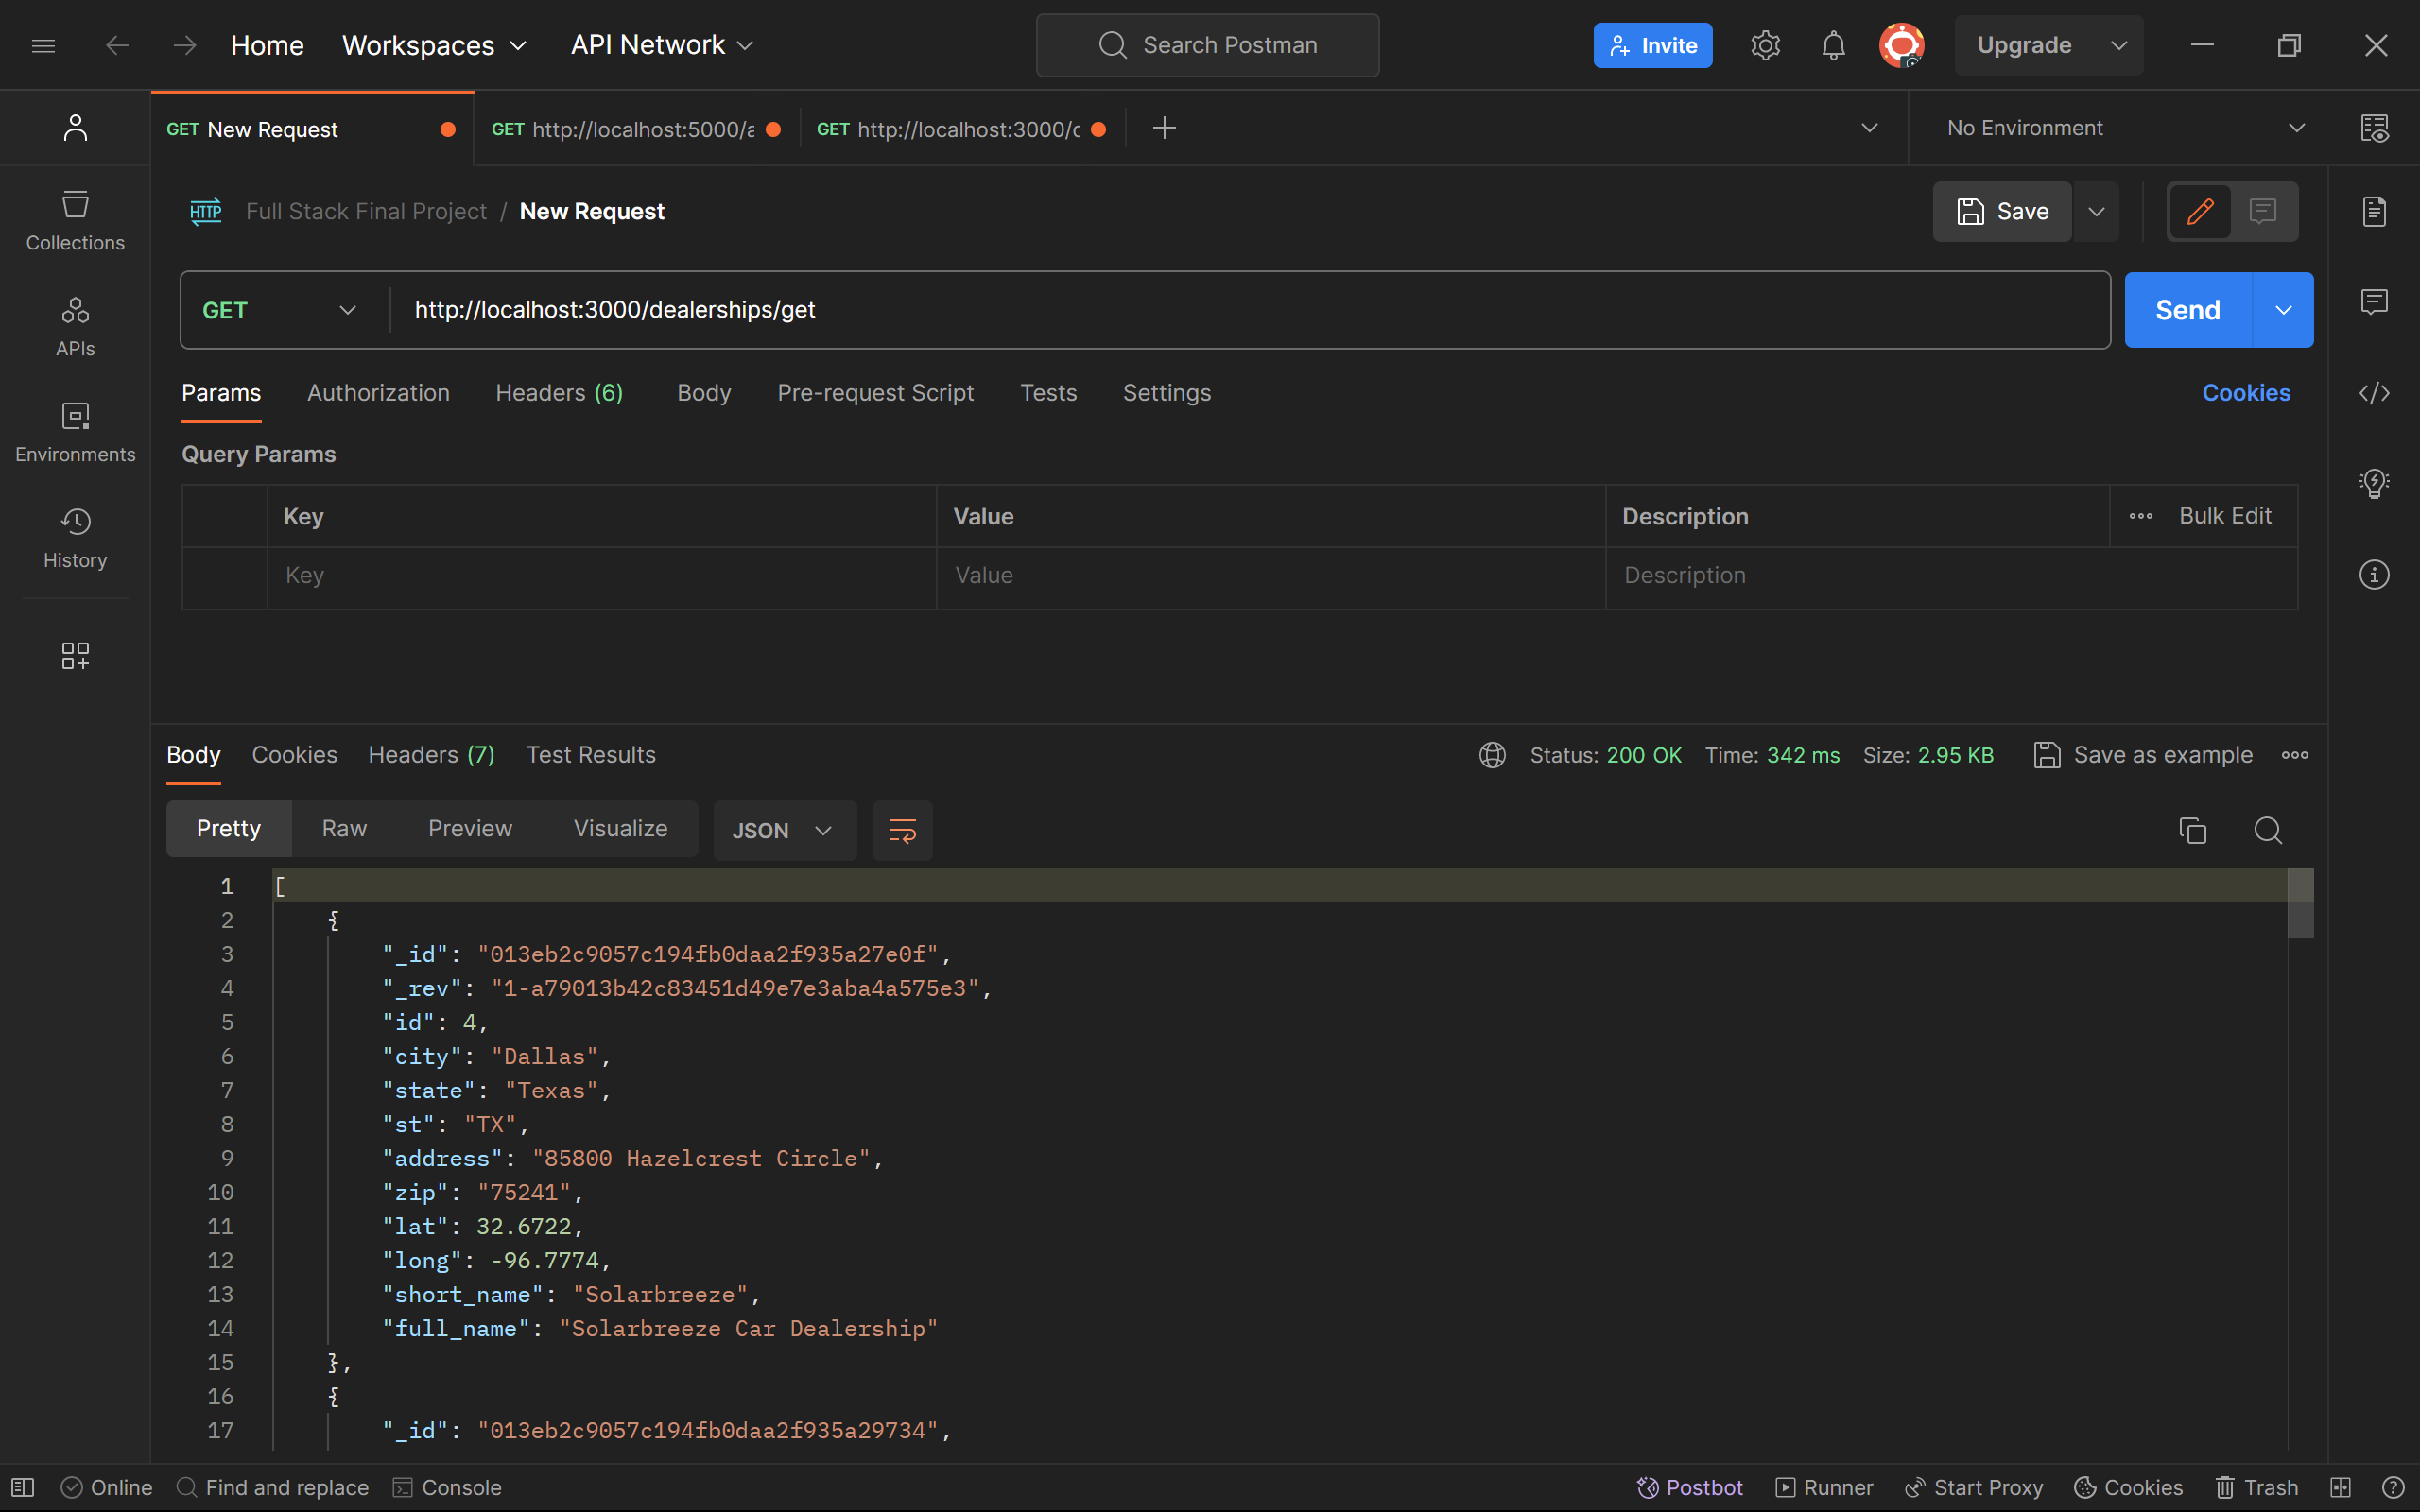 Home Workspaces API Network Search Postman Invite Upgrade
GET New Request GET http://localhost:5000/a GET http://localhost:3000/c No Environment
HTTP Full Stack Final Project / New Request Save
Collections
GET http://localhost:3000/dealerships/get Send
APIs
Params Authorization Headers (6) Body Pre-request Script Tests Settings Cookies
Environments
Query Params
Key Value Description Bulk Edit
History
Key Value Description
Body Cookies Headers (7) Test Results Status: 200 OK Time: 342 ms Size: 2.95 KB Save as example
Pretty Raw Preview Visualize JSON
1 [
2 {
3 "_id": "013eb2c9057c194fb0daa2f935a27e0f",
4 "_rev": "1-a79013b42c83451d49e7e3aba4a575e3",
5 "id": 4,
6 "city": "Dallas",
7 "state": "Texas",
8 "st": "TX",
9 "address": "85800 Hazelcrest Circle",
10 "zip": "75241",
11 "lat": 32.6722,
12 "long": -96.7774,
13 "short_name": "Solarbreeze",
14 "full_name": "Solarbreeze Car Dealership"
15 },
16 {
17 "_id": "013eb2c9057c194fb0daa2f935a29734",
Online Find and replace Console Postbot Runner Start Proxy Cookies Trash